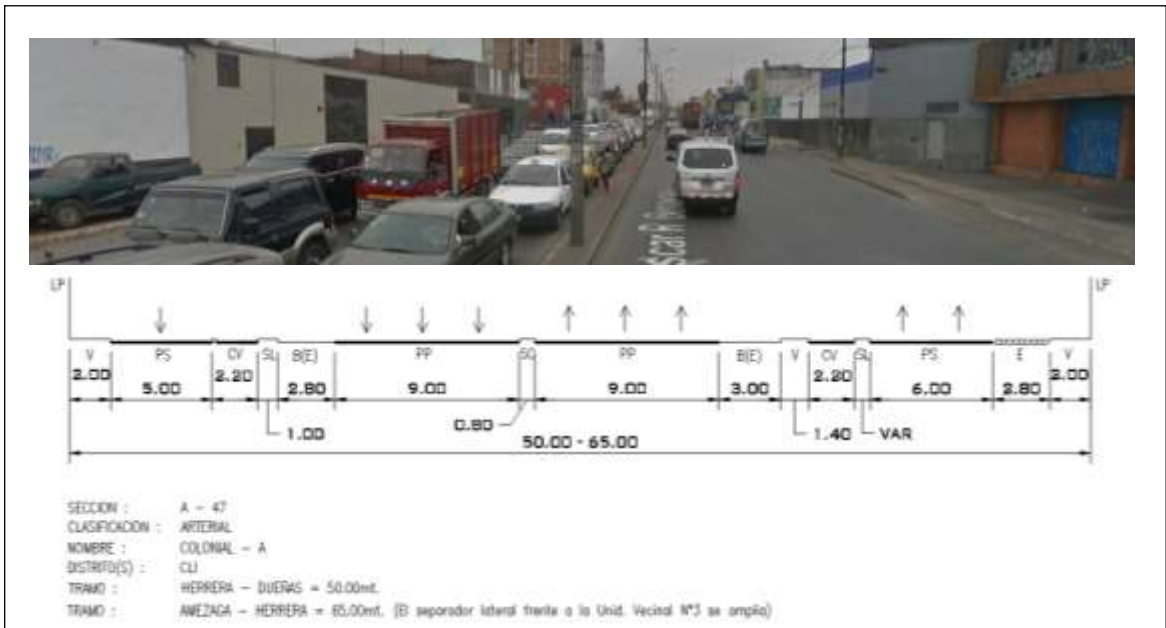 LP LP
V PS CV SL B(E) PP SC PP B(E) V CV SL PS E V
2.00 5.00 2.20 2.80 9.00 9.00 3.00 2.20 6.00 2.80 2.00
1.00 0.80 1.40 VAR
50.00 - 65.00
SECCION : A - 47
CLASIFICACION : ARTERIAL
NOMBRE : COLONIAL - A
DISTRITO(S) : CLI
TRAMO : HERRERA - DUEÑAS = 50.00mt.
TRAMO : AMEZAGA - HERRERA = 65.00mt. (El separador lateral frente a la Unid. Vecinal N°3 se amplia)